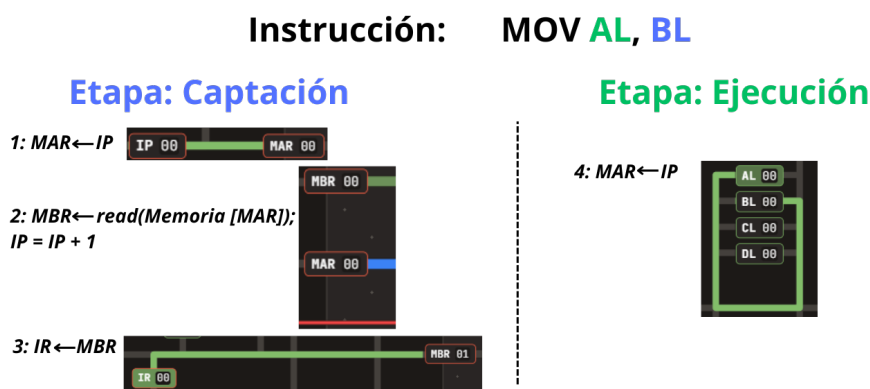 Instrucción: MOV AL, BL
Etapa: Captación
Etapa: Ejecución
1: MAR←IP
IP 00
MAR 00
MBR 00
2: MBR←read(Memoria [MAR]);
IP = IP + 1
MAR 00
3: IR←MBR
MBR 01
IR 00
4: MAR←IP
AL 00
BL 00
CL 00
DL 00